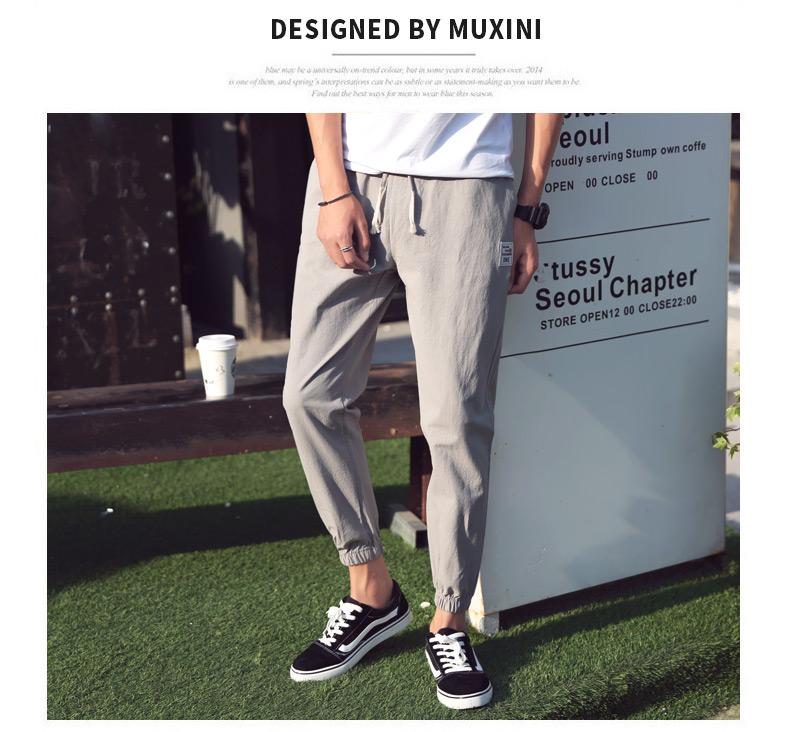 DESIGNED BY MUXINI
blue may be a universally on-trend colour, but in some years it truly takes over. 2014
is one of them, and spring's interpretations can be as subtle or as statement-making as you want them to be.
Find out the best ways for men to wear blue this season.
eoul
roudly serving Stump own coffe
OPEN 00 CLOSE 00
tussy
Seoul Chapter
STORE OPEN12 00 CLOSE22:00